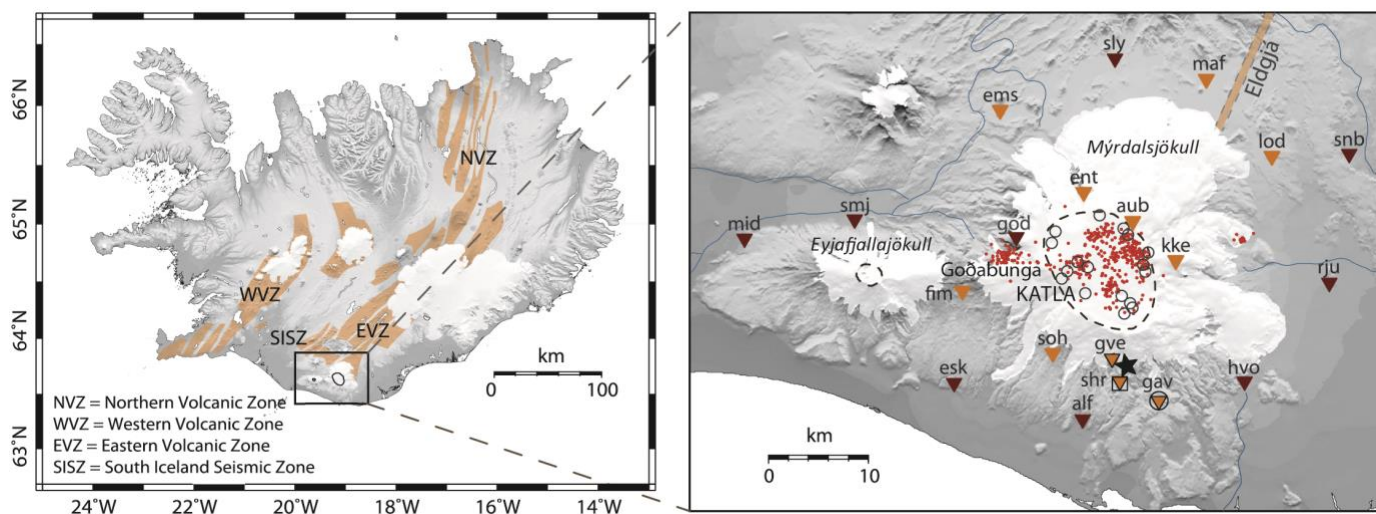 66°N
65°N
64°N
63°N
24°W 22°W 20°W 18°W 16°W 14°W
NVZ
WVZ
SISZ
EVZ
km
0 100
NVZ = Northern Volcanic Zone
WVZ = Western Volcanic Zone
EVZ = Eastern Volcanic Zone
SISZ = South Iceland Seismic Zone
sly
maf
Eldgjá
ems
lod
snb
Mýrdalsjökull
ent
aub
mid
smj
god
Eyjafjallajökull
kke
Goðabunga
rju
fim
KATLA
soh
gve
esk
shr
gav
hvo
alf
km
0 10